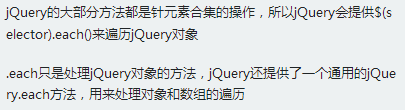 jQuery的大部分方法都是针元素合集的操作，所以jQuery会提供$(s
elector).each()来遍历jQuery对象
.each只是处理jQuery对象的方法，jQuery还提供了一个通用的jQue
ry.each方法，用来处理对象和数组的遍历